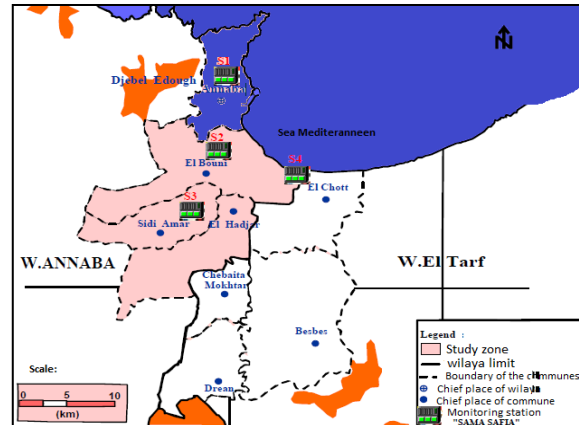 N
S1
Djebel Edough
Annaba
Sea Mediteranneen
S2
S4
El Bouni
El Chott
S3
Sidi Amar
El Hadjar
W.ANNABA
W.El Tarf
Chebaita
Mokhtar
Besbes
Drean
Scale:
0 5 10
(km)
Legend :
Study zone
wilaya limit
Boundary of the communes
Chief place of wilaya
Chief place of commune
Monitoring station
"SAMA SAFIA"